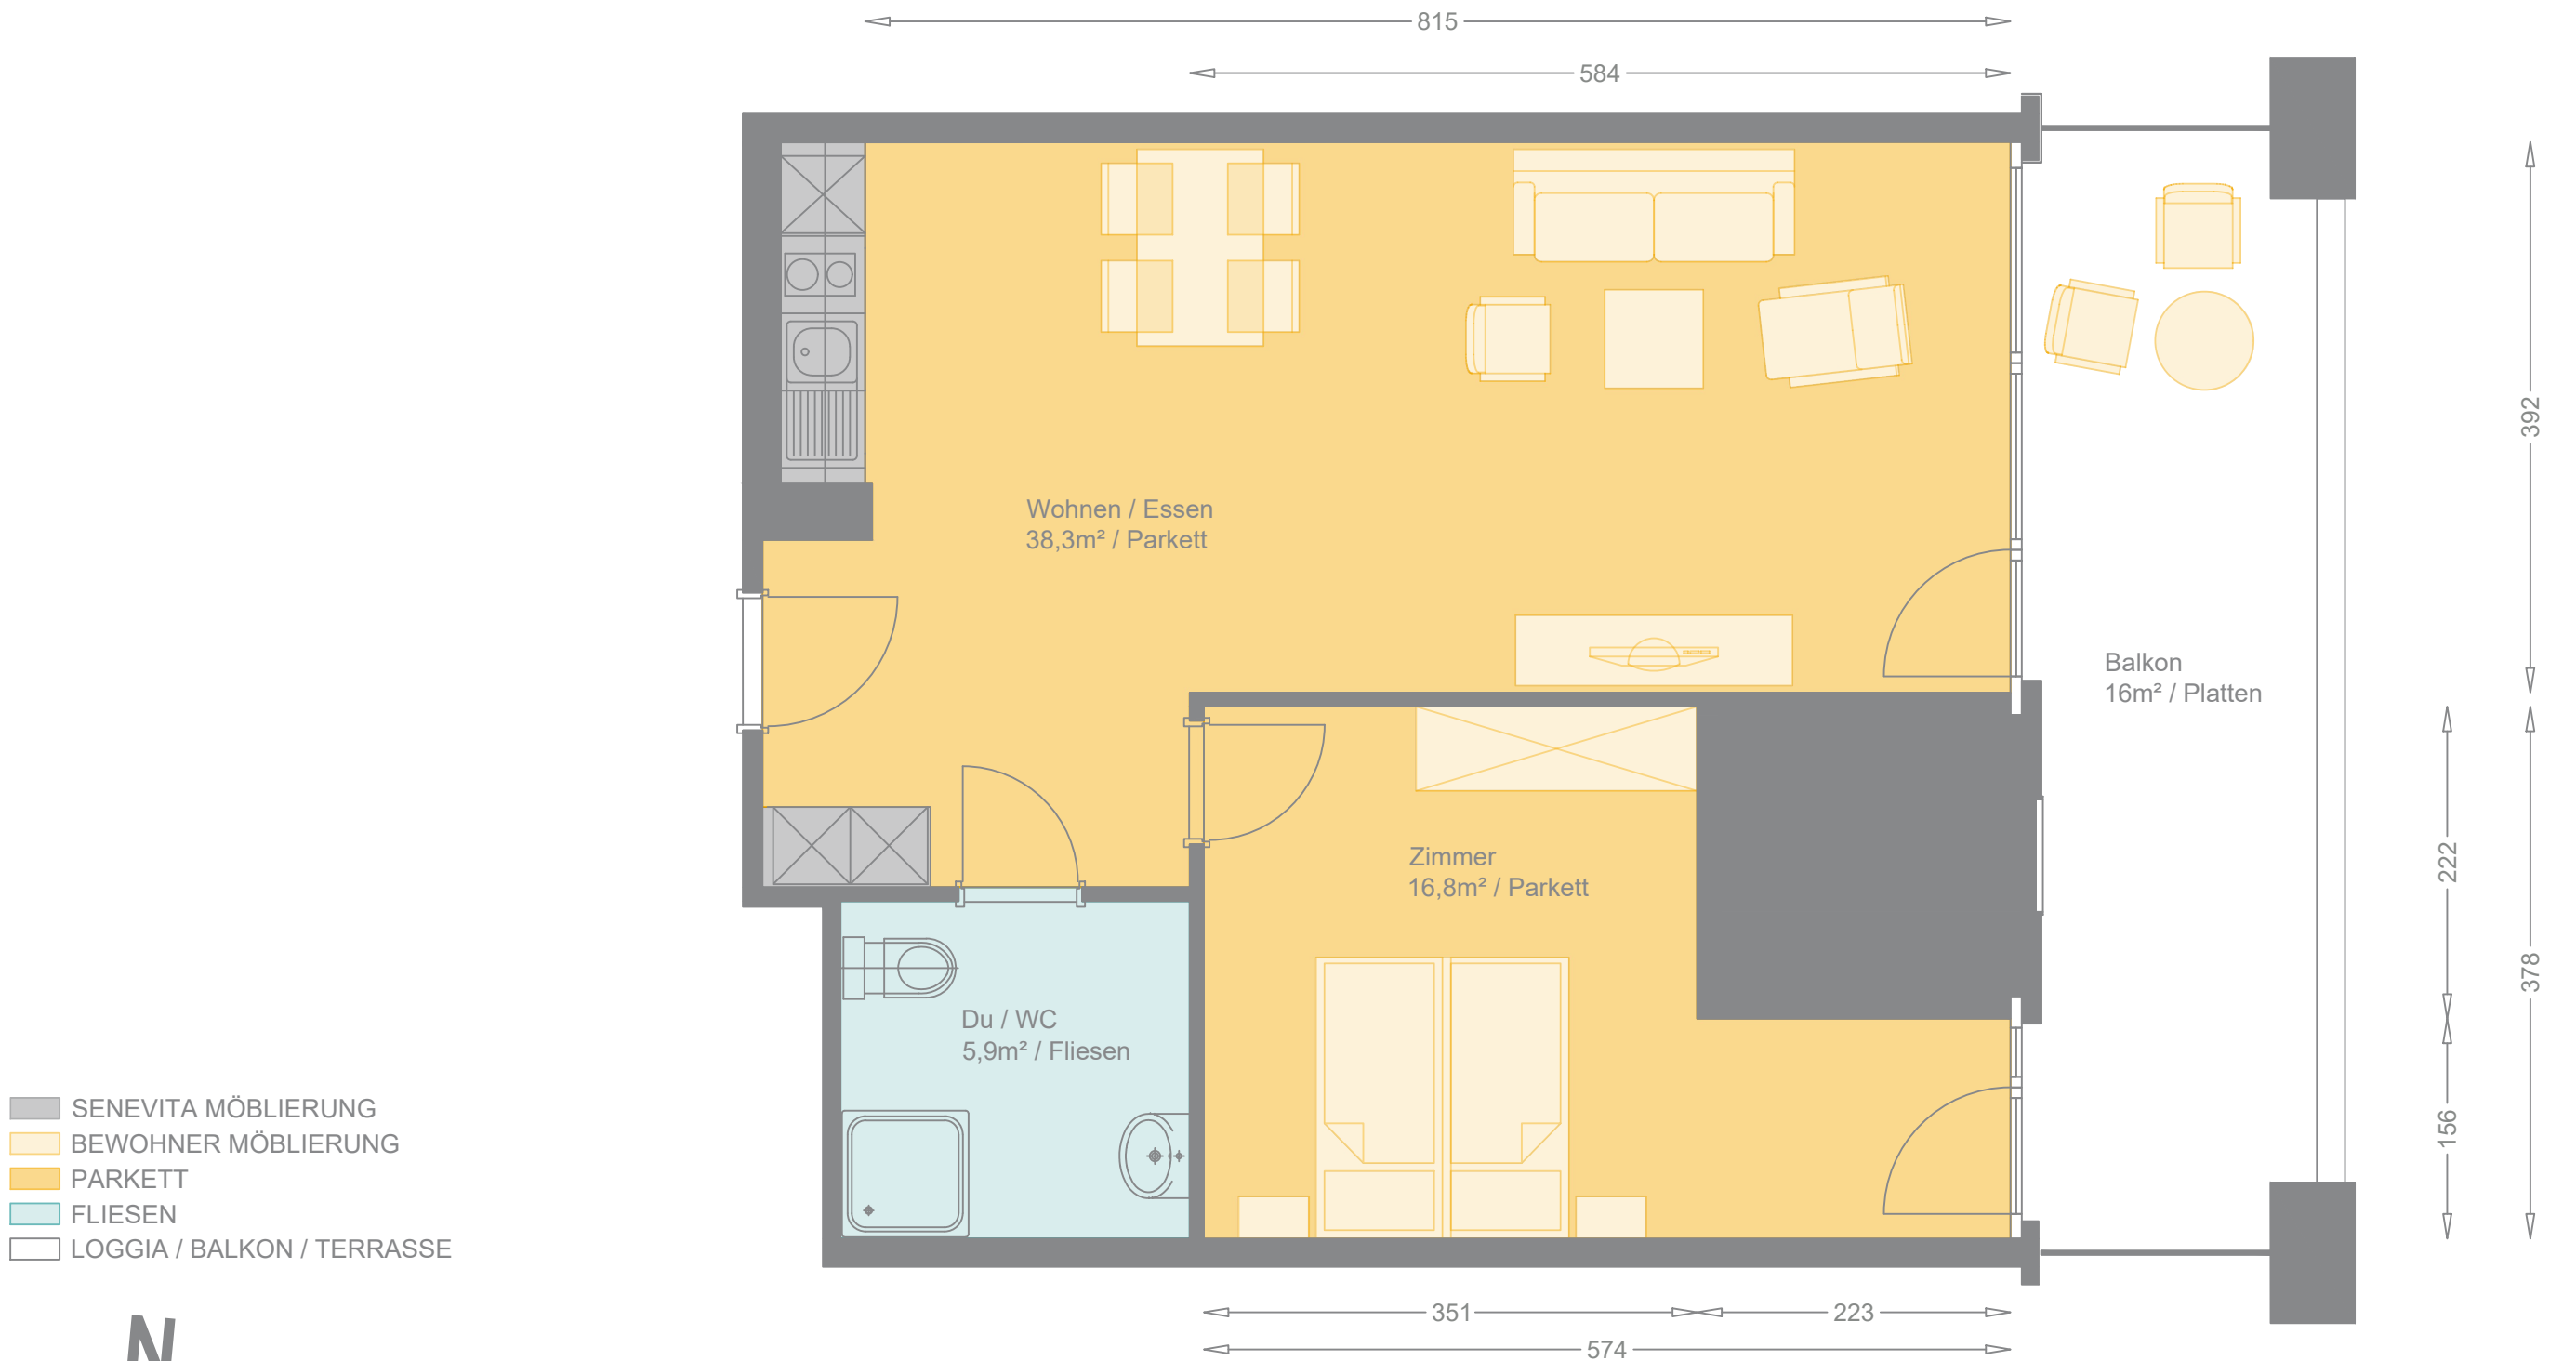 815
584
392
Wohnen / Essen
38,3m² / Parkett
Balkon
16m² / Platten
222
378
156
Zimmer
16,8m² / Parkett
Du / WC
5,9m² / Fliesen
SENEVITA MÖBLIERUNG
BEWOHNER MÖBLIERUNG
PARKETT
FLIESEN
LOGGIA / BALKON / TERRASSE
N
351
223
574